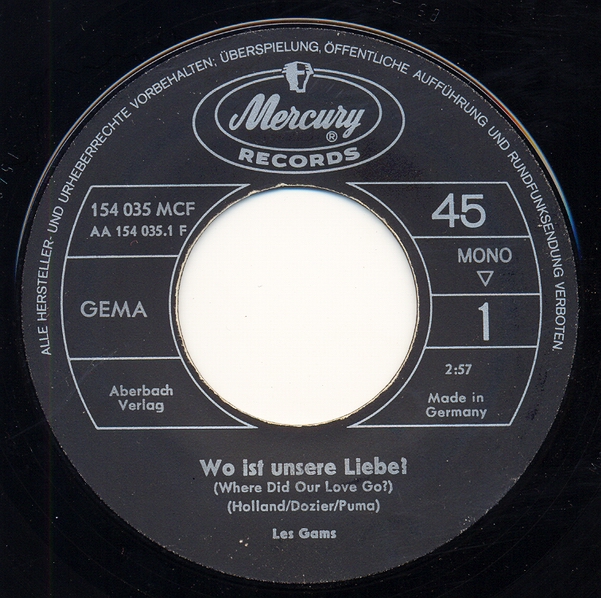 ALLE HERSTELLER- UND URHEBERRECHTE VORBEHALTEN; ÜBERSPIELUNG, ÖFFENTLICHE AUFFÜHRUNG UND RUNDFUNKSENDUNG VERBOTEN.
Mercury ®
RECORDS
154 035 MCF
AA 154 035.1 F
45
MONO
▽
GEMA
1
Aberbach
Verlag
2:57
Made in
Germany
Wo ist unsere Liebe?
(Where Did Our Love Go?)
(Holland/Dozier/Puma)
Les Gams